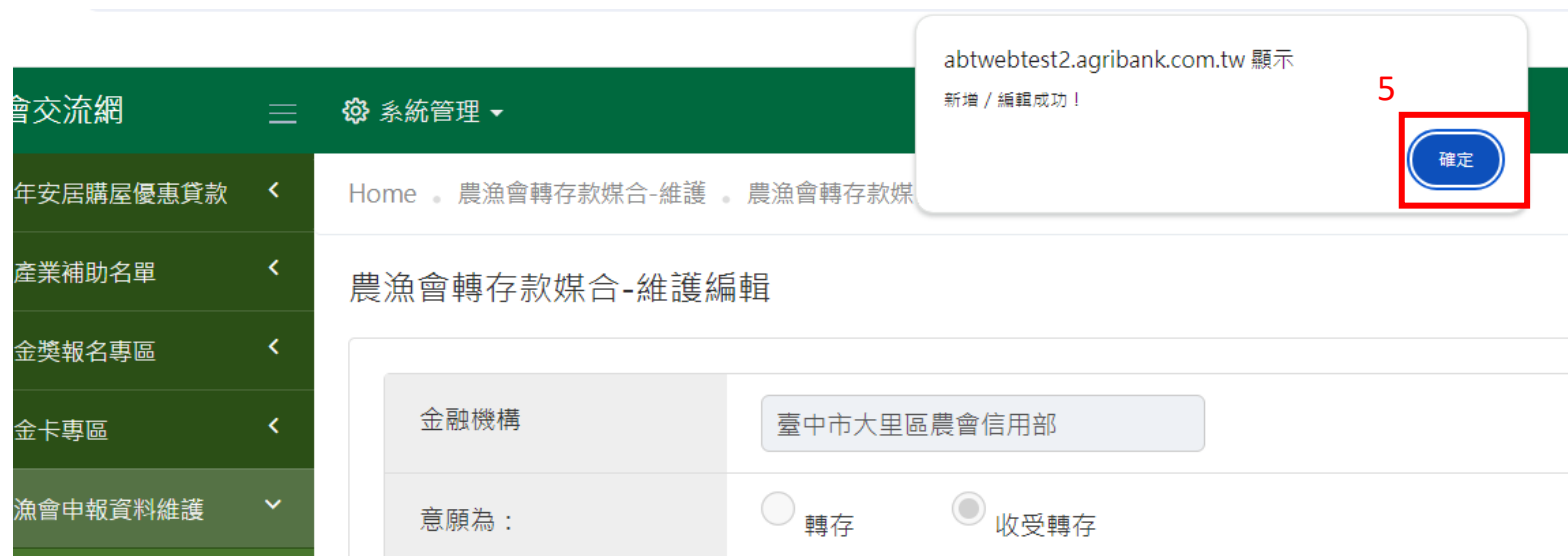 abtwebtest2.agribank.com.tw 顯示
新增 / 編輯成功！
5
確定
會交流網
系統管理
年安居購屋優惠貸款
Home 農漁會轉存款媒合-維護 農漁會轉存款媒
產業補助名單
農漁會轉存款媒合-維護編輯
金獎報名專區
金卡專區
金融機構
臺中市大里區農會信用部
漁會申報資料維護
意願為：
轉存
收受轉存